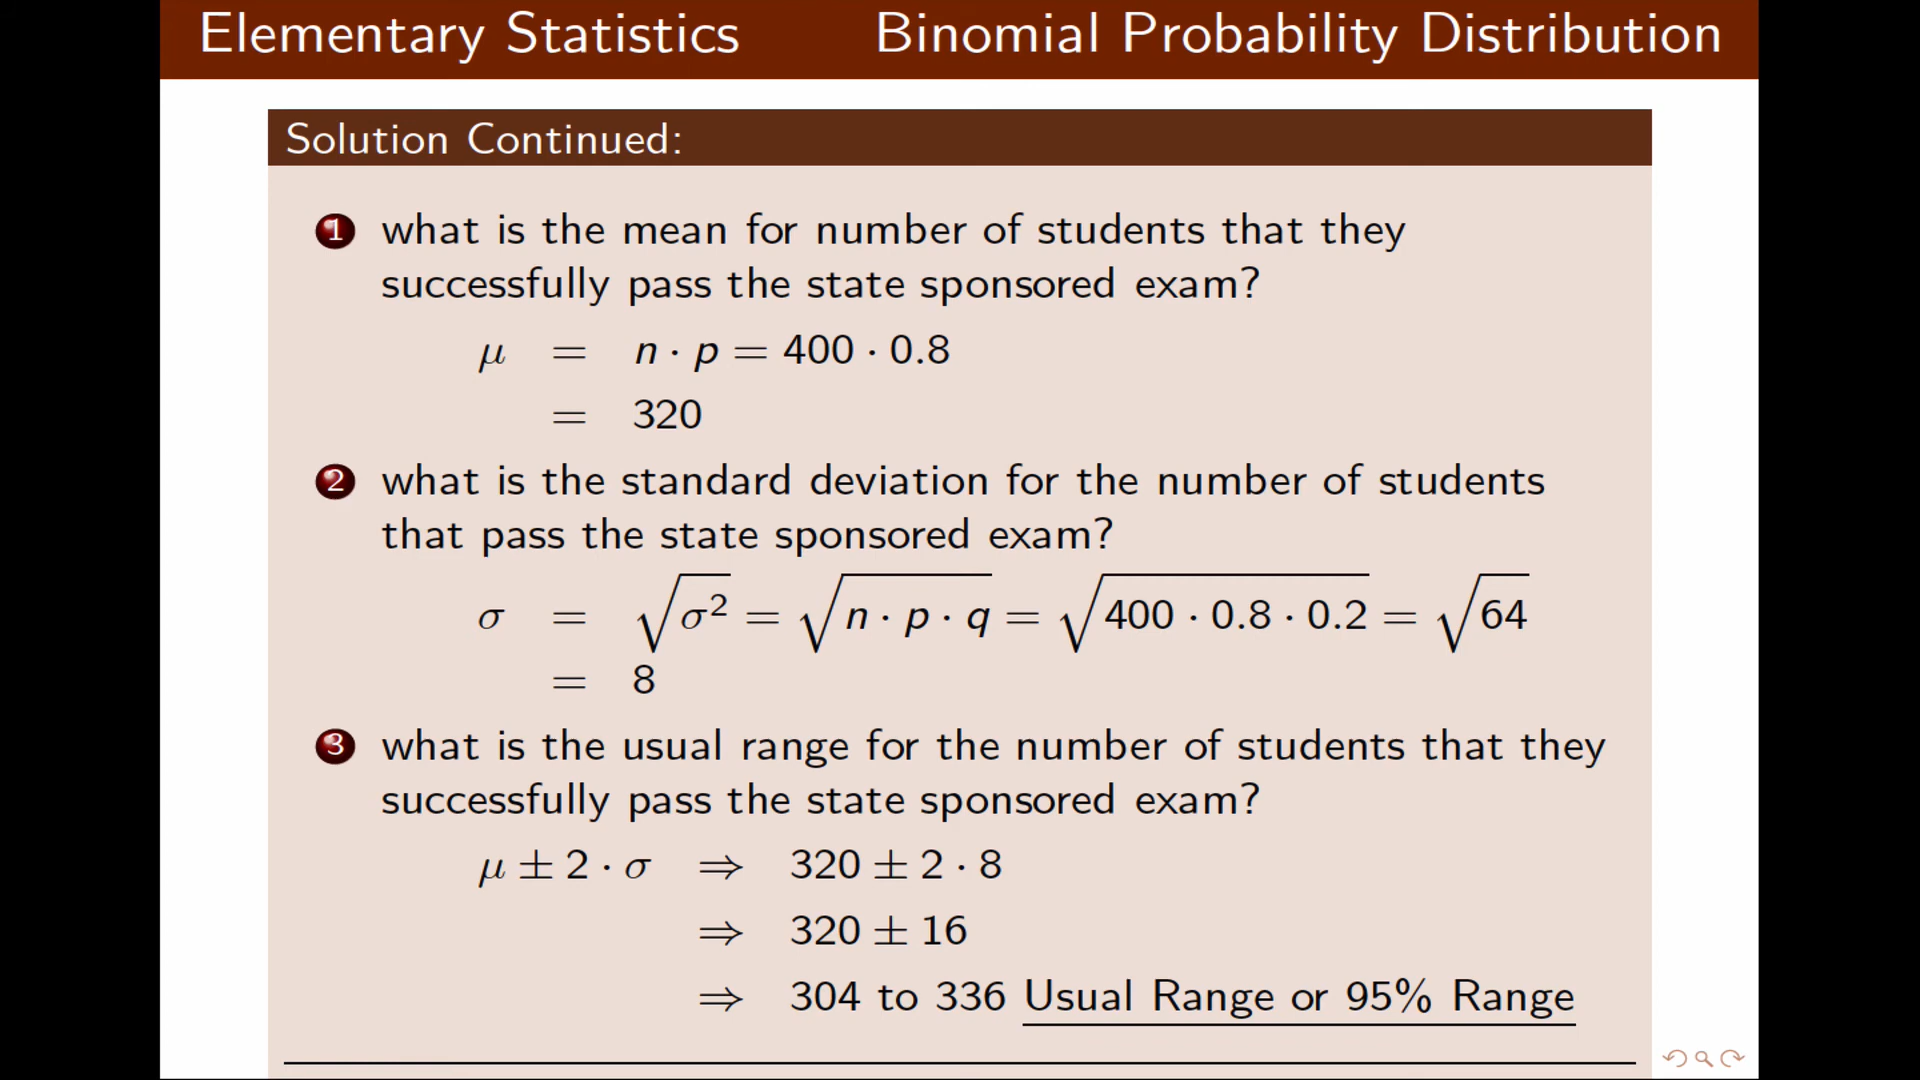 Elementary Statistics Binomial Probability Distribution
Solution Continued:
1 what is the mean for number of students that they
successfully pass the state sponsored exam?
μ = n · p = 400 · 0.8
= 320
2 what is the standard deviation for the number of students
that pass the state sponsored exam?
σ = √σ² = √n · p · q = √400 · 0.8 · 0.2 = √64
= 8
3 what is the usual range for the number of students that they
successfully pass the state sponsored exam?
μ ± 2 · σ ⇒ 320 ± 2 · 8
⇒ 320 ± 16
⇒ 304 to 336 Usual Range or 95% Range